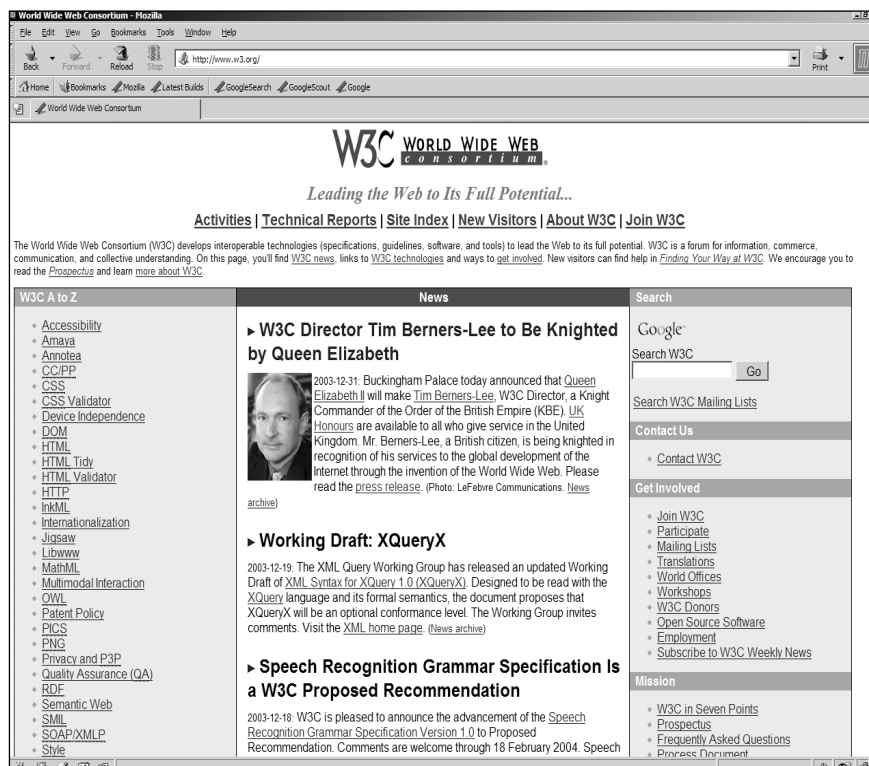 World Wide Web Consortium - Mozilla
File Edit View Go Bookmarks Tools Window Help
Back Forward Reload Stop http://www.w3.org/ Print
Home Bookmarks Mozilla Latest Builds GoogleSearch GoogleScout Google
World Wide Web Consortium
W3C WORLD WIDE WEB
consortium
Leading the Web to Its Full Potential...
Activities | Technical Reports | Site Index | New Visitors | About W3C | Join W3C
The World Wide Web Consortium (W3C) develops interoperable technologies (specifications, guidelines, software, and tools) to lead the Web to its full potential. W3C is a forum for information, commerce,
communication, and collective understanding. On this page, you'll find W3C news, links to W3C technologies and ways to get involved. New visitors can find help in Finding Your Way at W3C. We encourage you to
read the Prospectus and learn more about W3C.
W3C A to Z
Accessibility
Amaya
Annotea
CC/PP
CSS
CSS Validator
Device Independence
DOM
HTML
HTML Tidy
HTML Validator
HTTP
InkML
Internationalization
Jigsaw
Libwww
MathML
Multimodal Interaction
OWL
Patent Policy
PICS
PNG
Privacy and P3P
Quality Assurance (QA)
RDF
Semantic Web
SMIL
SOAP/XMLP
Style
News
W3C Director Tim Berners-Lee to Be Knighted
by Queen Elizabeth
2003-12-31: Buckingham Palace today announced that Queen
Elizabeth II will make Tim Berners-Lee, W3C Director, a Knight
Commander of the Order of the British Empire (KBE). UK
Honours are available to all who give service in the United
Kingdom. Mr. Berners-Lee, a British citizen, is being knighted in
recognition of his services to the global development of the
Internet through the invention of the World Wide Web. Please
read the press release. (Photo: LeFebvre Communications. News
archive)
Working Draft: XQueryX
2003-12-19: The XML Query Working Group has released an updated Working
Draft of XML Syntax for XQuery 1.0 (XQueryX). Designed to be read with the
XQuery language and its formal semantics, the document proposes that
XQueryX will be an optional conformance level. The Working Group invites
comments. Visit the XML home page. (News archive)
Speech Recognition Grammar Specification Is
a W3C Proposed Recommendation
2003-12-18: W3C is pleased to announce the advancement of the Speech
Recognition Grammar Specification Version 1.0 to Proposed
Recommendation. Comments are welcome through 18 February 2004. Speech
Search
Google
Search W3C
Go
Search W3C Mailing Lists
Contact Us
Contact W3C
Get Involved
Join W3C
Participate
Mailing Lists
Translations
World Offices
Workshops
W3C Donors
Open Source Software
Employment
Subscribe to W3C Weekly News
Mission
W3C in Seven Points
Prospectus
Frequently Asked Questions
Process Document